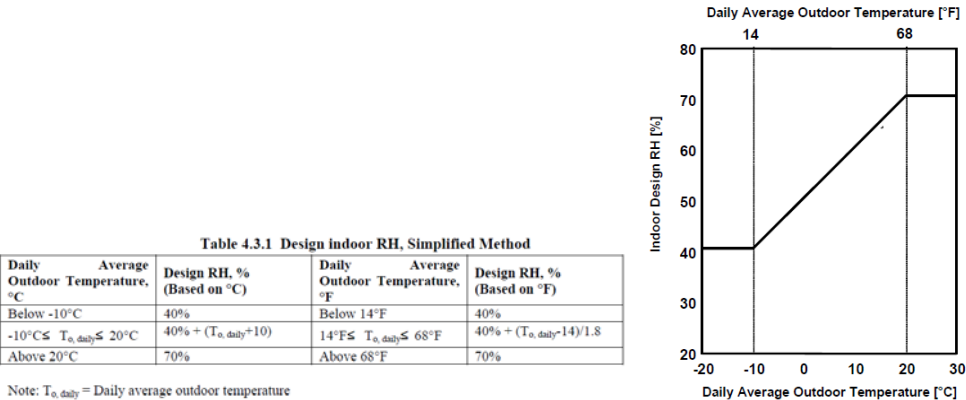 Table 4.3.1 Design indoor RH, Simplified Method
Daily Average Outdoor Temperature, °C
Design RH, % (Based on °C)
Daily Average Outdoor Temperature, °F
Design RH, % (Based on °F)
Below -10°C
40%
Below 14°F
40%
-10°C≤ To, daily≤ 20°C
40% + (To, daily+10)
14°F≤ To, daily≤ 68°F
40% + (To, daily-14)/1.8
Above 20°C
70%
Above 68°F
70%
Note: To, daily = Daily average outdoor temperature
Daily Average Outdoor Temperature [°F]
14 68
Indoor Design RH [%]
80
70
60
50
40
30
20
-20 -10 0 10 20 30
Daily Average Outdoor Temperature [°C]